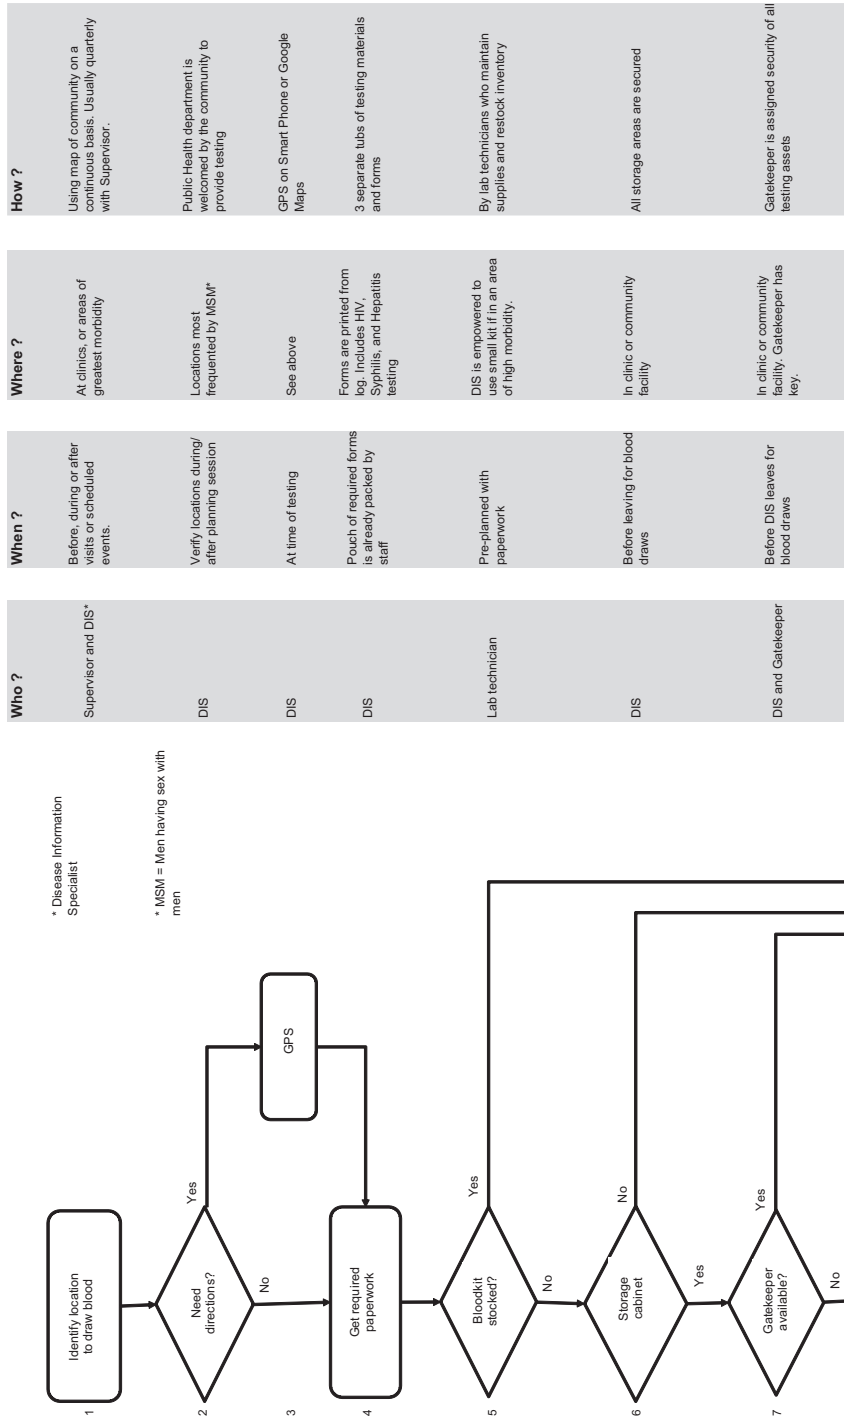 Who ?
When ?
Where ?
How ?
* Disease Information
Specialist
* MSM = Men having sex with
men
1
Identify location
to draw blood
Supervisor and DIS*
Before, during or after
visits or scheduled
events.
At clinics, or areas of
greatest morbidity
Using map of community on a
continuous basis. Usually quarterly
with Supervisor.
2
Need
directions?
Yes
No
DIS
Verify locations during/
after planning session
Locations most
frequented by MSM*
Public Health department is
welcomed by the community to
provide testing
3
GPS
DIS
At time of testing
See above
GPS on Smart Phone or Google
Maps
4
Get required
paperwork
DIS
Pouch of required forms
is already packed by
staff
Forms are printed from
log. Includes HIV,
Syphilis, and Hepatitis
testing
3 separate tubs of testing materials
and forms
5
Bloodkit
stocked?
Yes
No
Lab technician
Pre-planned with
paperwork
DIS is empowered to
use small kit if in an area
of high morbidity.
By lab technicians who maintain
supplies and restock inventory
6
Storage
cabinet
No
Yes
DIS
Before leaving for blood
draws
In clinic or community
facility
All storage areas are secured
7
Gatekeeper
available?
Yes
No
DIS and Gatekeeper
Before DIS leaves for
blood draws
In clinic or community
facility. Gatekeeper has
key.
Gatekeeper is assigned security of all
testing assets